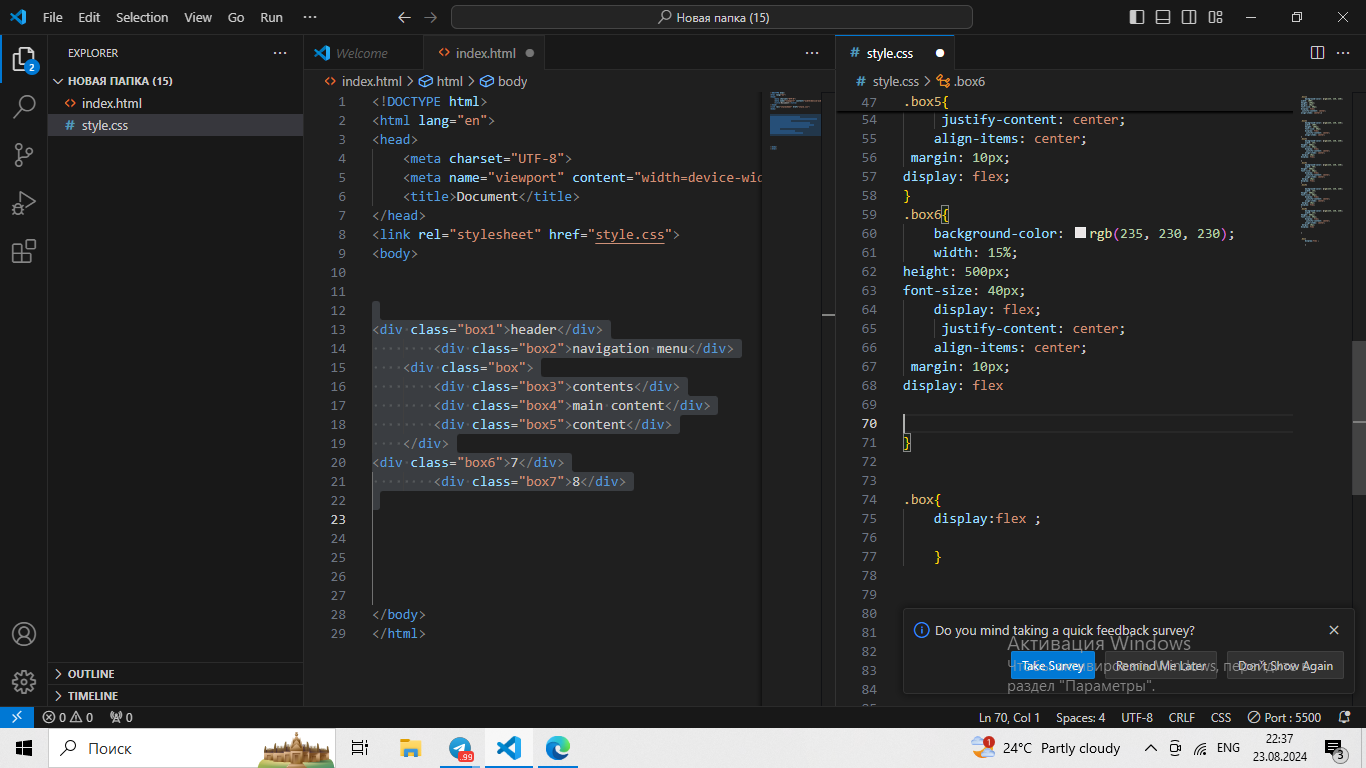 File Edit Selection View Go Run ··· Новая папка (15)
EXPLORER ···
НОВАЯ ПАПКА (15)
index.html
style.css
OUTLINE
TIMELINE
Welcome index.html ···
index.html > html > body
1 <!DOCTYPE html>
2 <html lang="en">
3 <head>
4 <meta charset="UTF-8">
5 <meta name="viewport" content="width=device-wid
6 <title>Document</title>
7 </head>
8 <link rel="stylesheet" href="style.css">
9 <body>
10
11
12
13 <div class="box1">header</div>
14 <div class="box2">navigation menu</div>
15 <div class="box">
16 <div class="box3">contents</div>
17 <div class="box4">main content</div>
18 <div class="box5">content</div>
19 </div>
20 <div class="box6">7</div>
21 <div class="box7">8</div>
22
23
24
25
26
27
28 </body>
29 </html>
# style.css ···
# style.css > .box6
47 .box5{
54 justify-content: center;
55 align-items: center;
56 margin: 10px;
57 display: flex;
58 }
59 .box6{
60 background-color: rgb(235, 230, 230);
61 width: 15%;
62 height: 500px;
63 font-size: 40px;
64 display: flex;
65 justify-content: center;
66 align-items: center;
67 margin: 10px;
68 display: flex
69
70
71 }
72
73
74 .box{
75 display:flex ;
76
77 }
78
79
80
81
82
83
84
Do you mind taking a quick feedback survey?
Take Survey Remind Me Later Don't Show Again
Активация Windows
Чтобы активировать Windows, перейдите в
раздел "Параметры".
0 0 0 Ln 70, Col 1 Spaces: 4 UTF-8 CRLF CSS Port : 5500
Поиск 24°C Partly cloudy ENG 22:37
23.08.2024